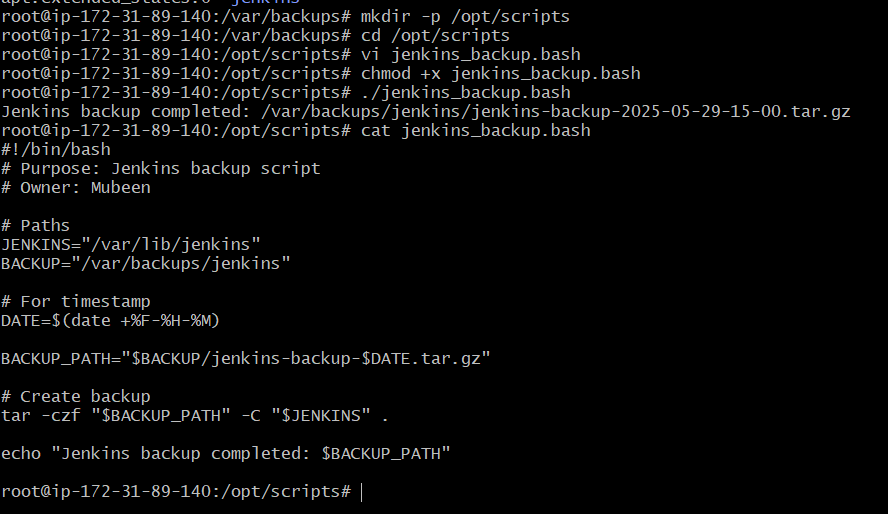 apt.extended_states.0  jenkins
root@ip-172-31-89-140:/var/backups# mkdir -p /opt/scripts
root@ip-172-31-89-140:/var/backups# cd /opt/scripts
root@ip-172-31-89-140:/opt/scripts# vi jenkins_backup.bash
root@ip-172-31-89-140:/opt/scripts# chmod +x jenkins_backup.bash
root@ip-172-31-89-140:/opt/scripts# ./jenkins_backup.bash
Jenkins backup completed: /var/backups/jenkins/jenkins-backup-2025-05-29-15-00.tar.gz
root@ip-172-31-89-140:/opt/scripts# cat jenkins_backup.bash
#!/bin/bash
# Purpose: Jenkins backup script
# Owner: Mubeen

# Paths
JENKINS="/var/lib/jenkins"
BACKUP="/var/backups/jenkins"

# For timestamp
DATE=$(date +%F-%H-%M)

BACKUP_PATH="$BACKUP/jenkins-backup-$DATE.tar.gz"

# Create backup
tar -czf "$BACKUP_PATH" -C "$JENKINS" .

echo "Jenkins backup completed: $BACKUP_PATH"

root@ip-172-31-89-140:/opt/scripts#